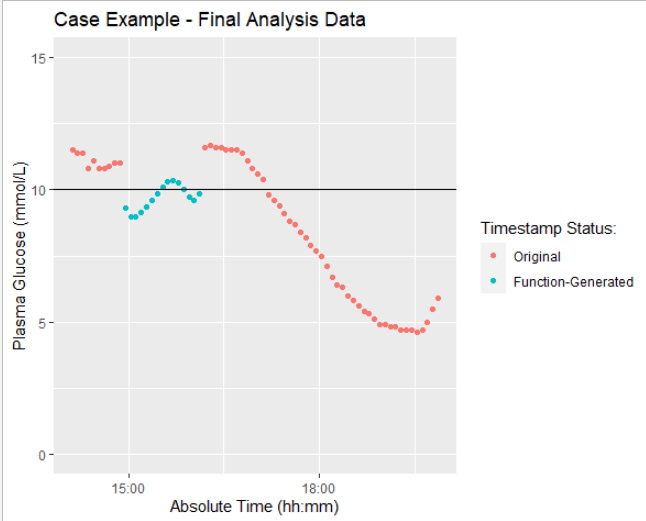 Case Example - Final Analysis Data
Plasma Glucose (mmol/L)
15
10
5
0
15:00
18:00
Absolute Time (hh:mm)
Timestamp Status:
Original
Function-Generated